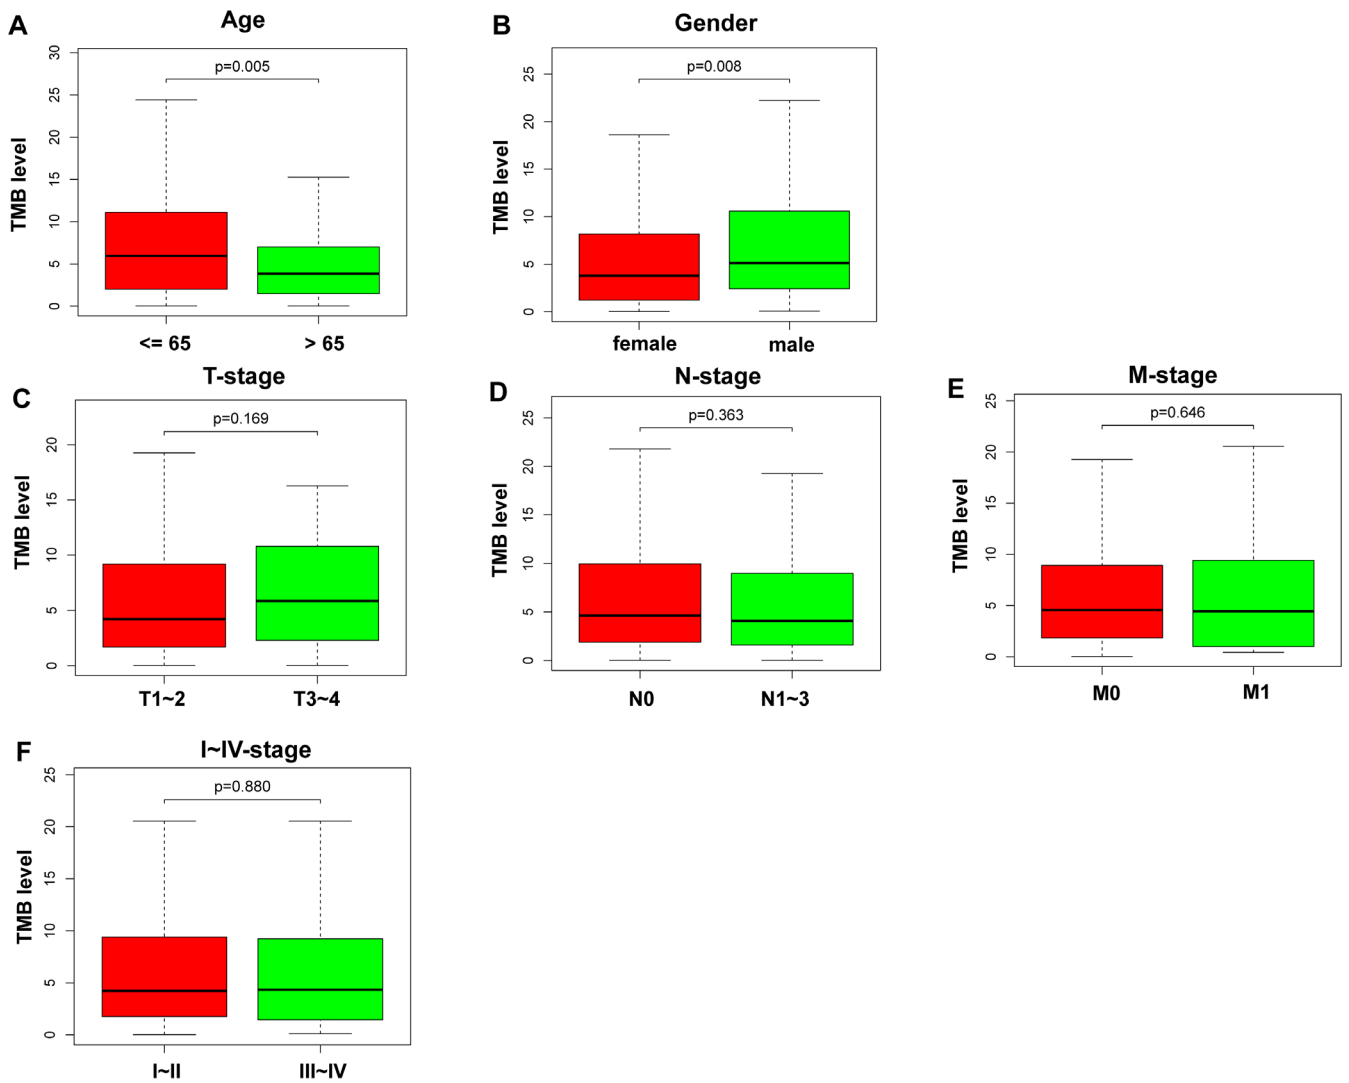 A
Age
TMB level
30
25
20
15
10
5
0
p=0.005
<= 65
> 65
B
Gender
TMB level
25
20
15
10
5
0
p=0.008
female
male
C
T-stage
TMB level
20
15
10
5
0
p=0.169
T1~2
T3~4
D
N-stage
TMB level
25
20
15
10
5
0
p=0.363
N0
N1~3
E
M-stage
TMB level
25
20
15
10
5
0
p=0.646
M0
M1
F
I~IV-stage
TMB level
25
20
15
10
5
0
p=0.880
I~II
III~IV